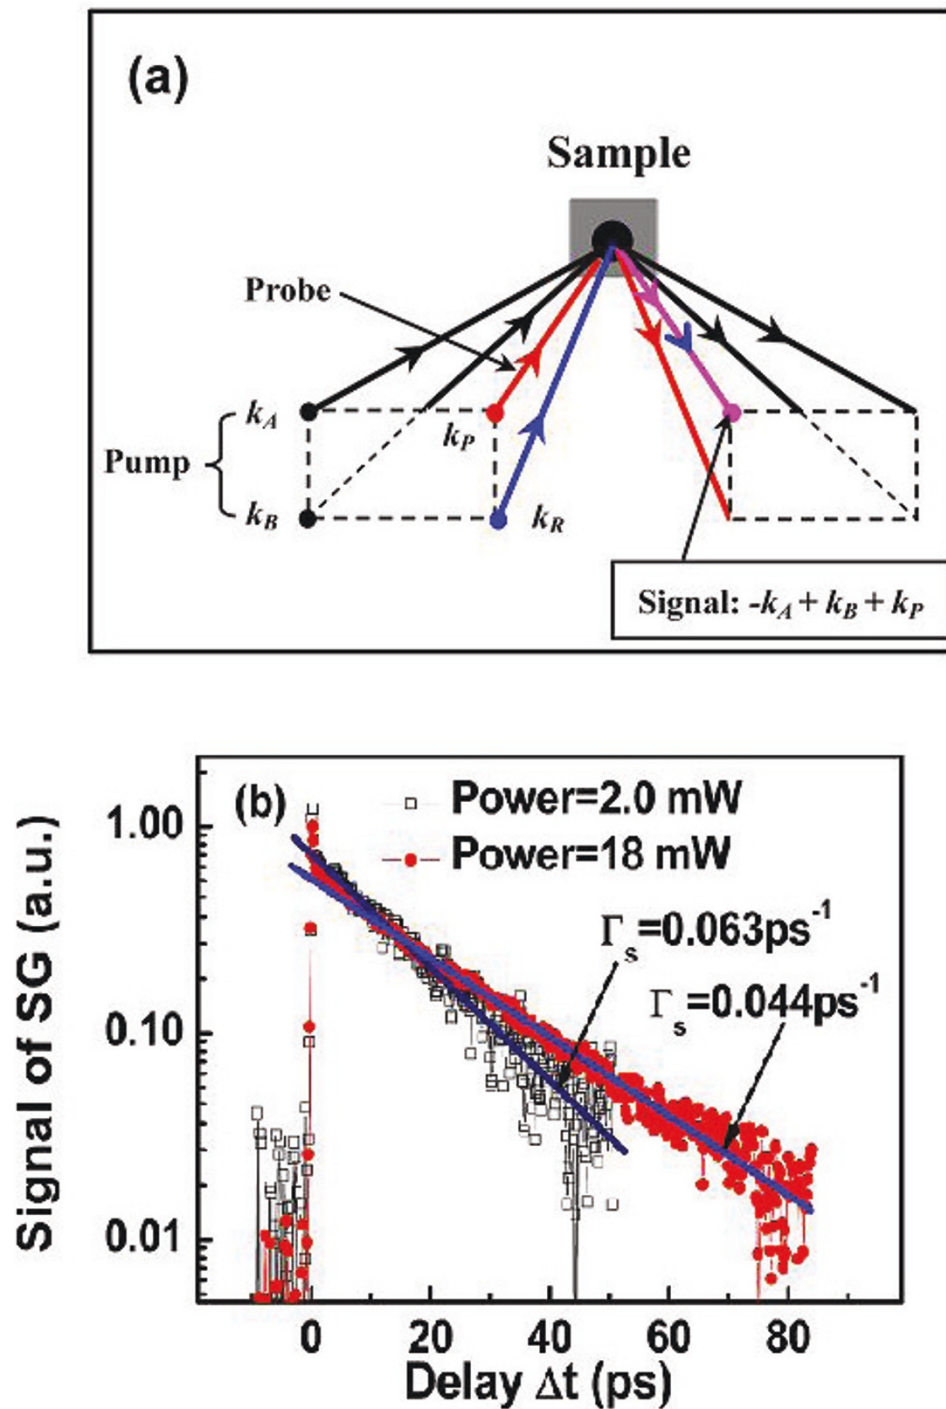 (a)
Sample
Probe
k_A
k_P
Pump
k_B
k_R
Signal: -k_A + k_B + k_P
(b)
Power=2.0 mW
Power=18 mW
1.00
Γ_s=0.063ps^-1
Γ_s=0.044ps^-1
0.10
0.01
Signal of SG (a.u.)
0 20 40 60 80
Delay Δt (ps)